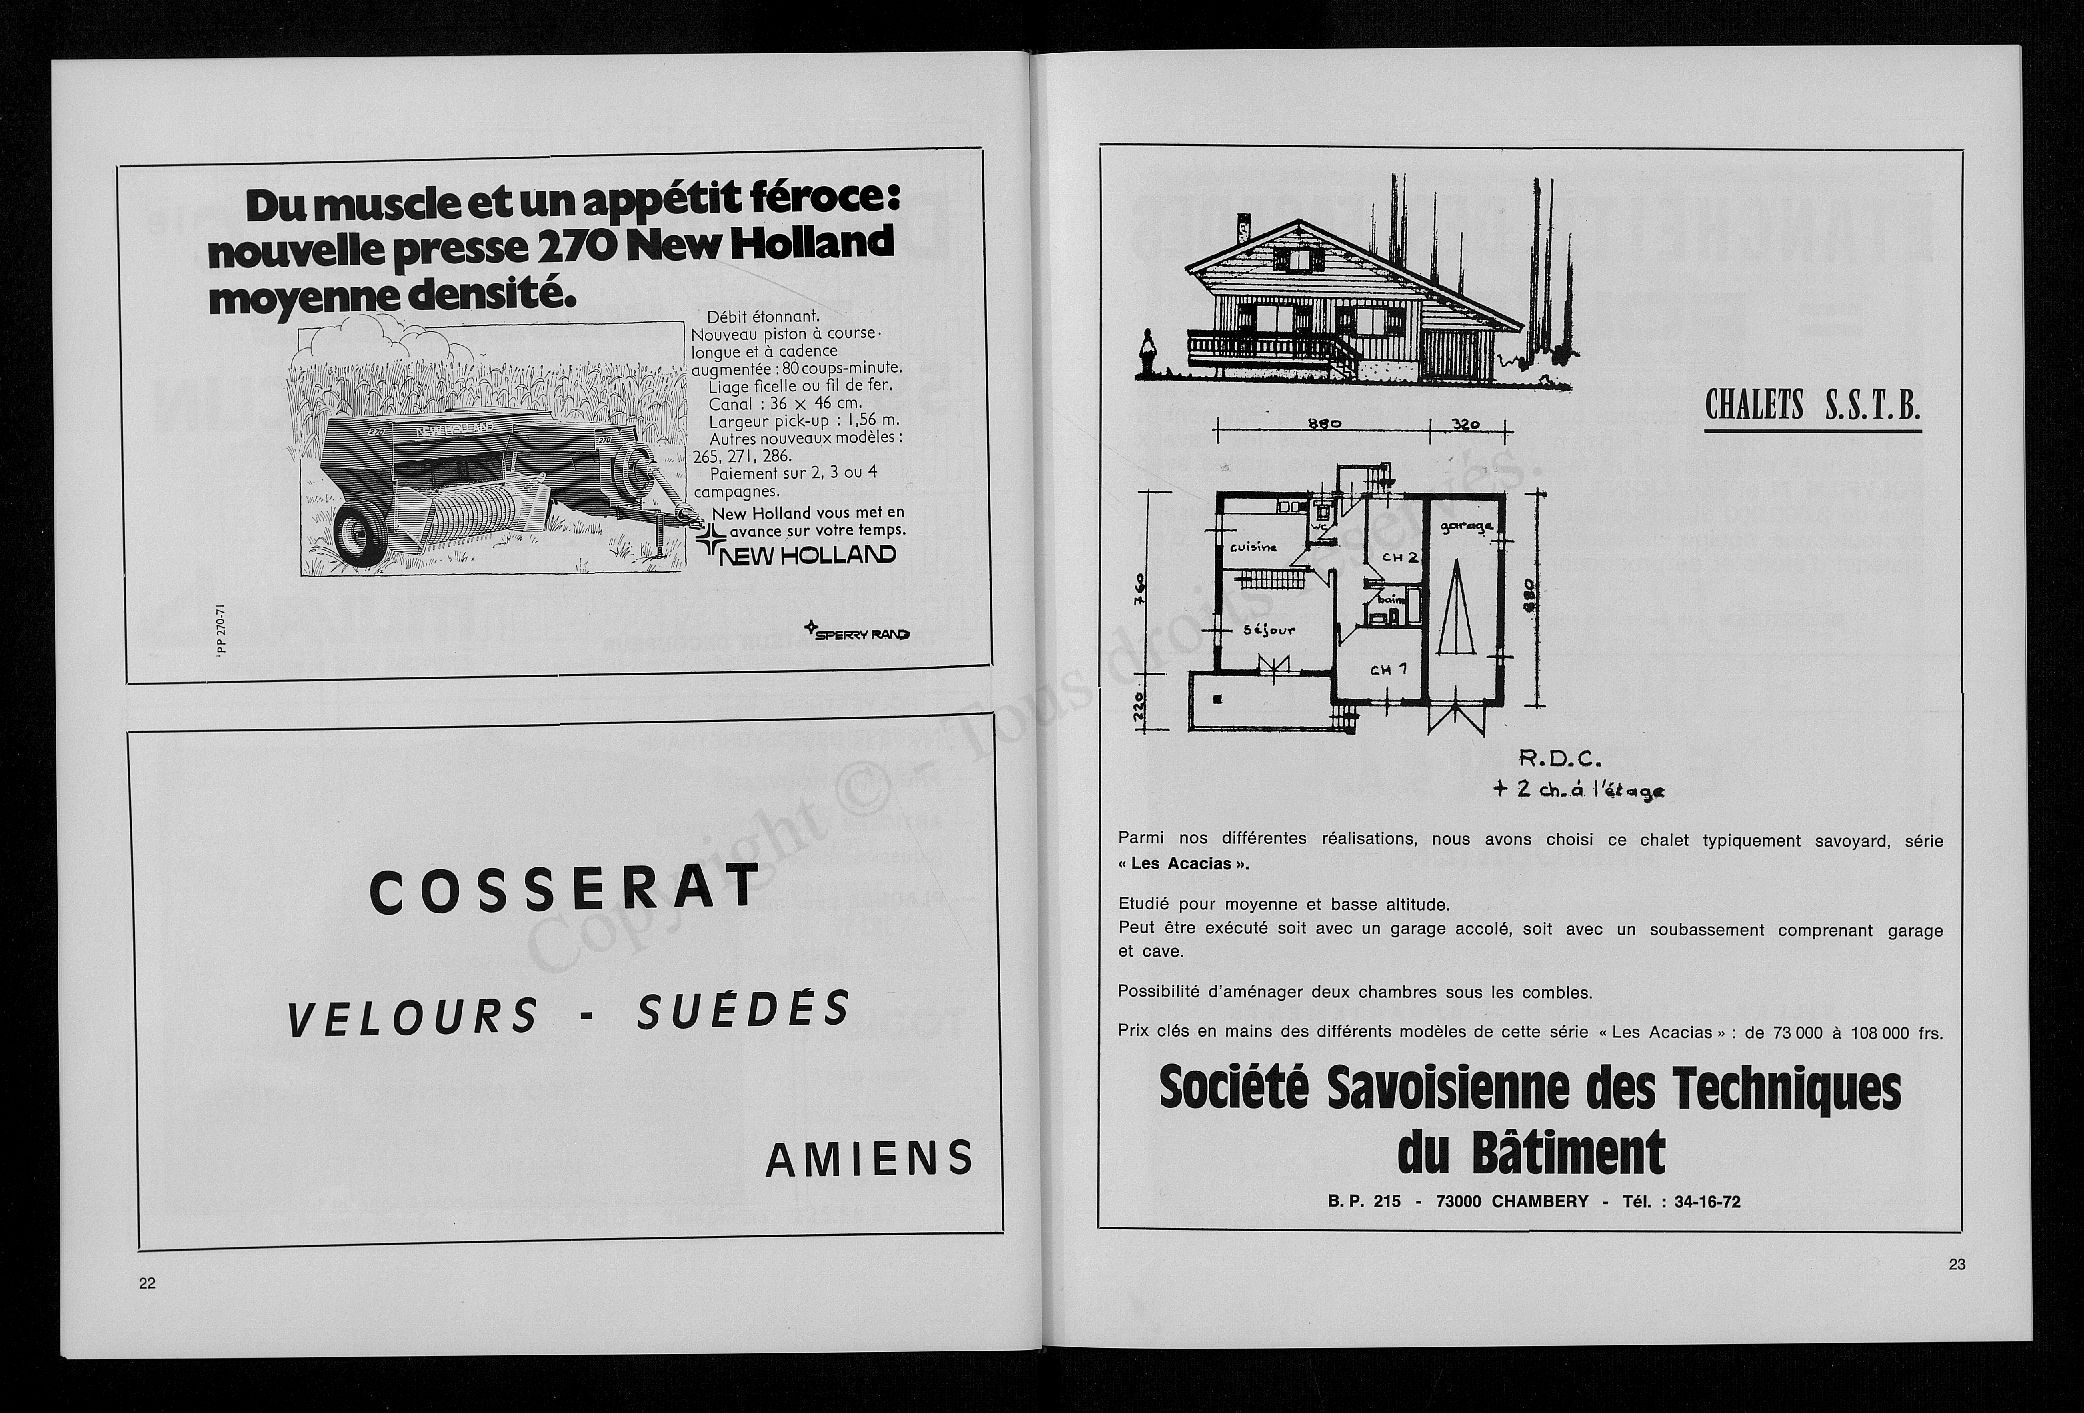 Du muscle et un appétit féroce:
nouvelle presse 270 New Holland
moyenne densité.
Débit étonnant.
Nouveau piston à course
longue et à cadence
augmentée : 80 coups-minute.
Liage ficelle ou fil de fer.
Canal : 36 x 46 cm.
Largeur pick-up : 1,56 m.
Autres nouveaux modèles :
265, 271, 286.
Paiement sur 2, 3 ou 4
campagnes.
New Holland vous met en
avance sur votre temps.
NEW HOLLAND
NEW HOLLAND
PP 270-71
SPERRY RAND
COSSERAT
VELOURS - SUÉDÉS
AMIENS
22
CHALETS S.S.T.B.
880
320
garage
cuisine
wc
CH 2
760
880
bain
séjour
CH 1
220
R.D.C.
+ 2 ch. à l'étage
Parmi nos différentes réalisations, nous avons choisi ce chalet typiquement savoyard, série
« Les Acacias ».
Etudié pour moyenne et basse altitude.
Peut être exécuté soit avec un garage accolé, soit avec un soubassement comprenant garage
et cave.
Possibilité d'aménager deux chambres sous les combles.
Prix clés en mains des différents modèles de cette série « Les Acacias » : de 73 000 à 108 000 frs.
Société Savoisienne des Techniques
du Bâtiment
B. P. 215 - 73000 CHAMBERY - Tél. : 34-16-72
23
Copyright © - Tous droits réservés.